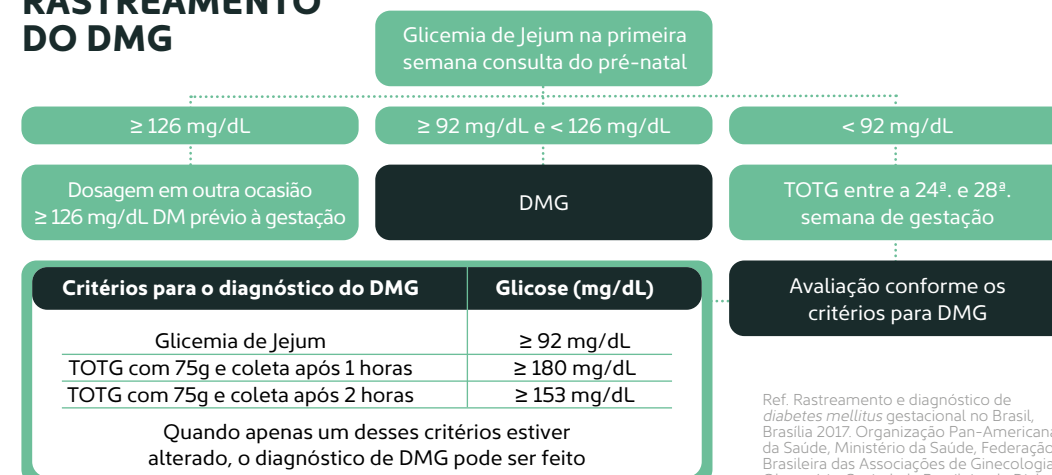 RASTREAMENTO
DO DMG
Glicemia de Jejum na primeira
semana consulta do pré-natal
≥ 126 mg/dL
≥ 92 mg/dL e < 126 mg/dL
< 92 mg/dL
Dosagem em outra ocasião
≥ 126 mg/dL DM prévio à gestação
DMG
TOTG entre a 24ª. e 28ª.
semana de gestação
Critérios para o diagnóstico do DMG Glicose (mg/dL)
Glicemia de Jejum ≥ 92 mg/dL
TOTG com 75g e coleta após 1 horas ≥ 180 mg/dL
TOTG com 75g e coleta após 2 horas ≥ 153 mg/dL
Quando apenas um desses critérios estiver
alterado, o diagnóstico de DMG pode ser feito
Avaliação conforme os
critérios para DMG
Ref. Rastreamento e diagnóstico de
diabetes mellitus gestacional no Brasil,
Brasília 2017. Organização Pan-Americana
da Saúde, Ministério da Saúde, Federação
Brasileira das Associações de Ginecologia